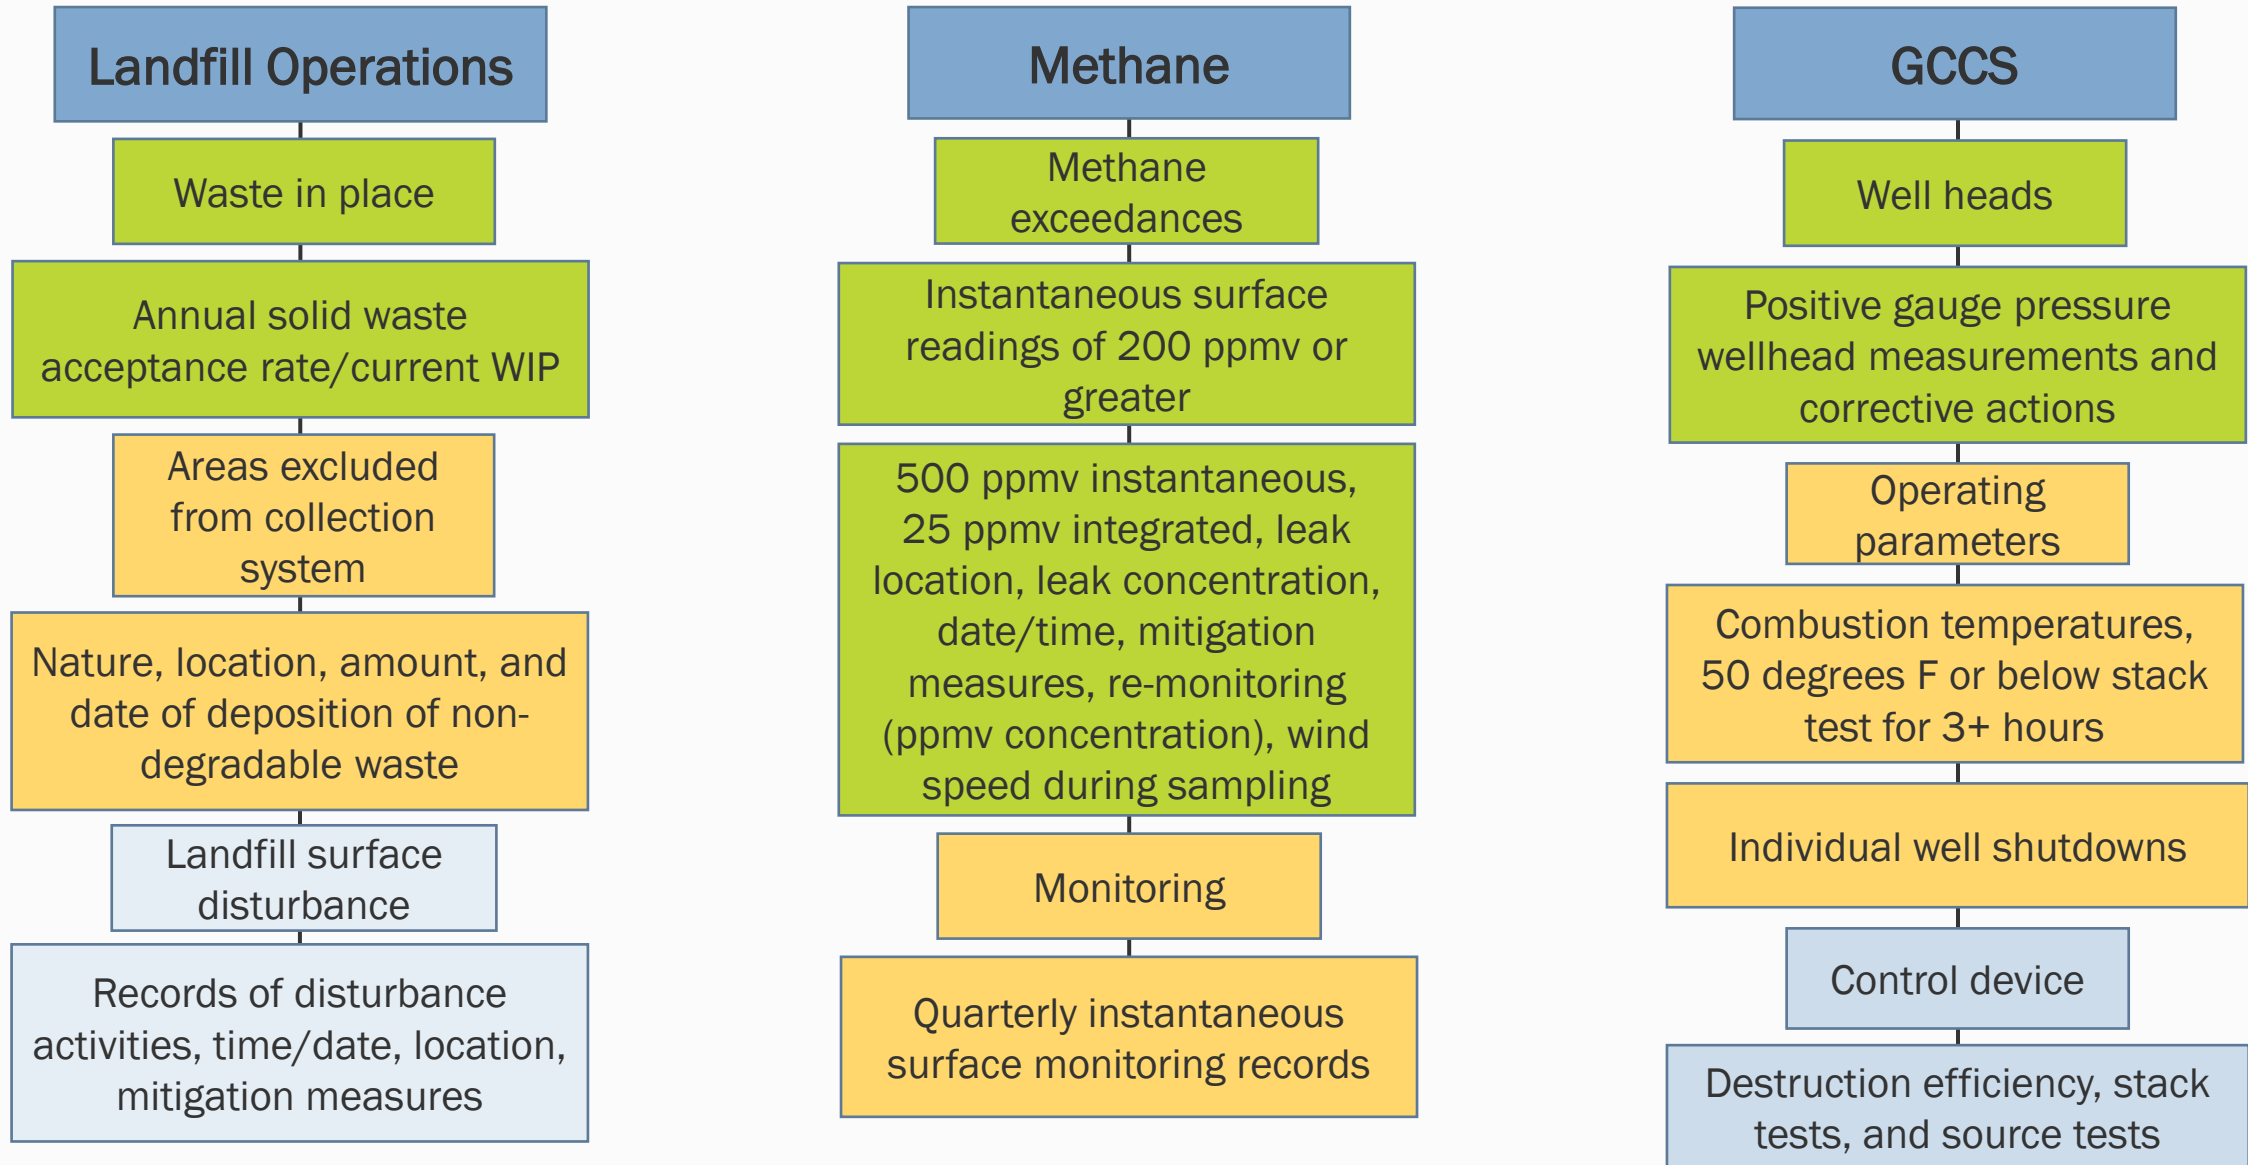 Landfill Operations
Waste in place
Annual solid waste
acceptance rate/current WIP
Areas excluded
from collection
system
Nature, location, amount, and
date of deposition of non-
degradable waste
Landfill surface
disturbance
Records of disturbance
activities, time/date, location,
mitigation measures
Methane
Methane
exceedances
Instantaneous surface
readings of 200 ppmv or
greater
500 ppmv instantaneous,
25 ppmv integrated, leak
location, leak concentration,
date/time, mitigation
measures, re-monitoring
(ppmv concentration), wind
speed during sampling
Monitoring
Quarterly instantaneous
surface monitoring records
GCCS
Well heads
Positive gauge pressure
wellhead measurements and
corrective actions
Operating
parameters
Combustion temperatures,
50 degrees F or below stack
test for 3+ hours
Individual well shutdowns
Control device
Destruction efficiency, stack
tests, and source tests